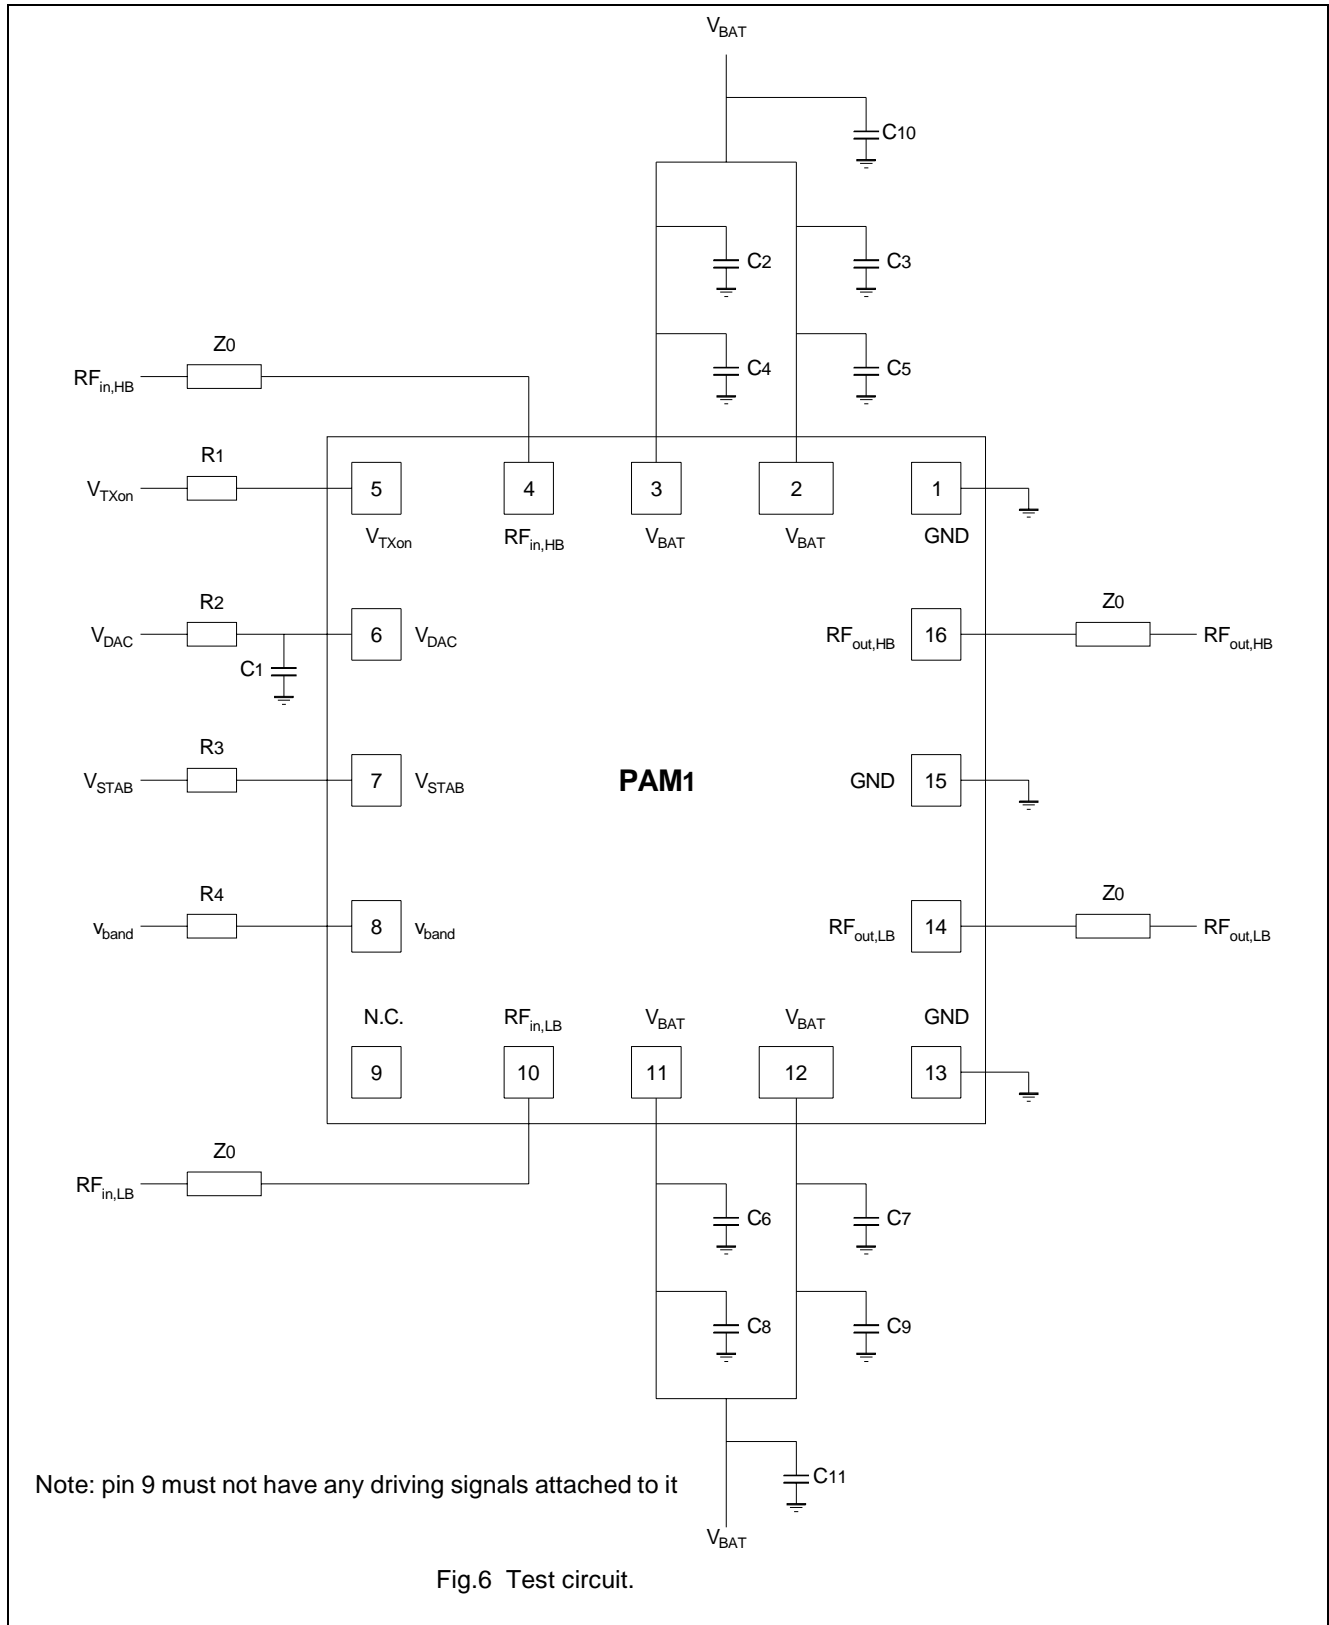 VBAT
C10
C2
C3
C4
C5
Z0
RFin,HB
R1
VTXon
5
4
3
2
1
VTXon
RFin,HB
VBAT
VBAT
GND
R2
VDAC
6
VDAC
C1
RFout,HB
16
Z0
RFout,HB
R3
VSTAB
7
VSTAB
PAM1
GND
15
R4
vband
8
vband
RFout,LB
14
Z0
RFout,LB
N.C.
RFin,LB
VBAT
VBAT
GND
9
10
11
12
13
Z0
RFin,LB
C6
C7
C8
C9
C11
Note: pin 9 must not have any driving signals attached to it
VBAT
Fig.6 Test circuit.